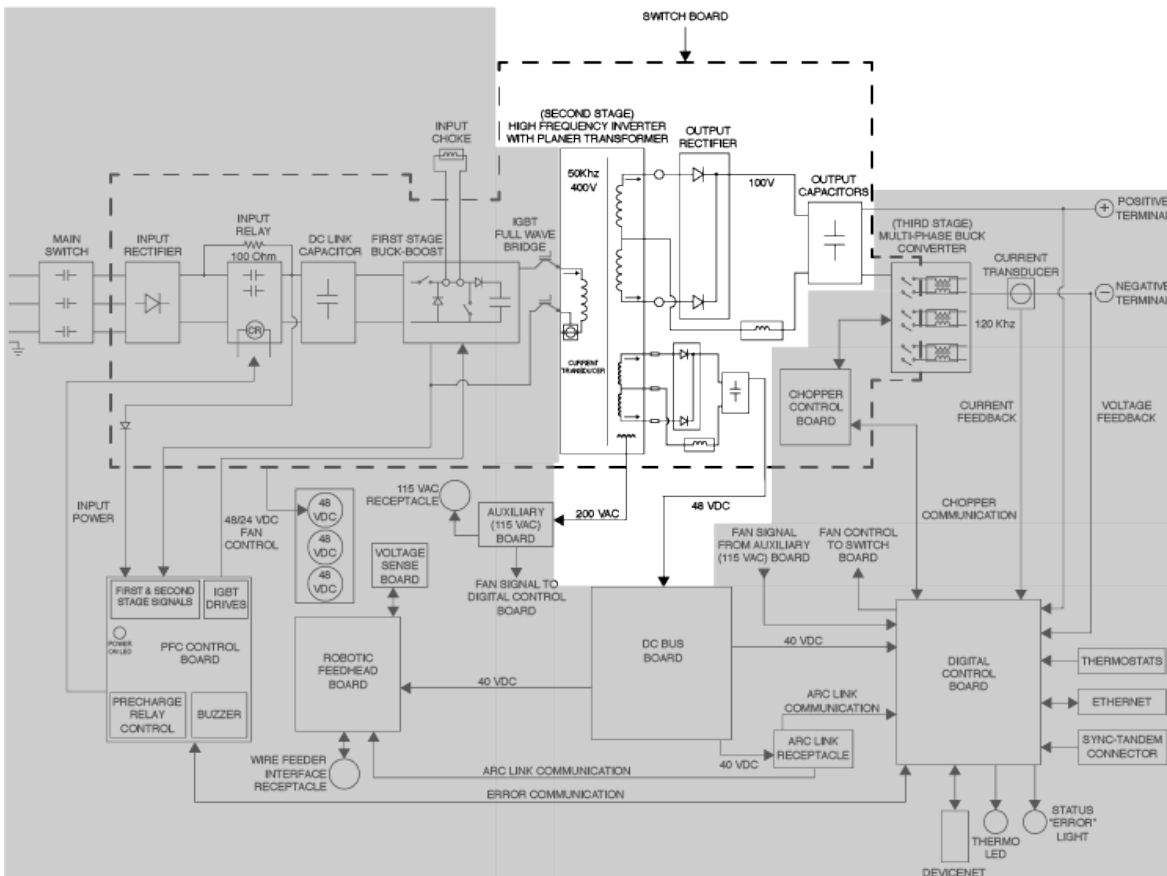 SWITCH BOARD
(SECOND STAGE)
HIGH FREQUENCY INVERTER
WITH PLANER TRANSFORMER
OUTPUT
RECTIFIER
INPUT
CHOKE
50Khz
400V
100V
OUTPUT
CAPACITORS
MAIN
SWITCH
INPUT
RECTIFIER
INPUT
RELAY
100 Ohm
CR
DC LINK
CAPACITOR
FIRST STAGE
BUCK-BOOST
IGBT
FULL WAVE
BRIDGE
CURRENT
TRANSDUCER
(THIRD STAGE)
MULTI-PHASE BUCK
CONVERTER
120 Khz
CURRENT
TRANSDUCER
+
POSITIVE
TERMINAL
−
NEGATIVE
TERMINAL
CHOPPER
CONTROL
BOARD
CURRENT
FEEDBACK
VOLTAGE
FEEDBACK
INPUT
POWER
48/24 VDC
FAN
CONTROL
48
VDC
48
VDC
48
VDC
115 VAC
RECEPTACLE
AUXILIARY
(115 VAC)
BOARD
200 VAC
48 VDC
CHOPPER
COMMUNICATION
VOLTAGE
SENSE
BOARD
FAN SIGNAL TO
DIGITAL CONTROL
BOARD
FAN SIGNAL
FROM AUXILIARY
(115 VAC) BOARD
FAN CONTROL
TO SWITCH
BOARD
FIRST & SECOND
STAGE SIGNALS
IGBT
DRIVES
POWER
ON LED
PFC CONTROL
BOARD
PRECHARGE
RELAY
CONTROL
BUZZER
ROBOTIC
FEEDHEAD
BOARD
40 VDC
DC BUS
BOARD
40 VDC
DIGITAL
CONTROL
BOARD
THERMOSTATS
ETHERNET
SYNC-TANDEM
CONNECTOR
ARC LINK
COMMUNICATION
ARC LINK
RECEPTACLE
40 VDC
WIRE FEEDER
INTERFACE
RECEPTACLE
ARC LINK COMMUNICATION
ERROR COMMUNICATION
DEVICENET
THERMO
LED
STATUS
"ERROR"
LIGHT